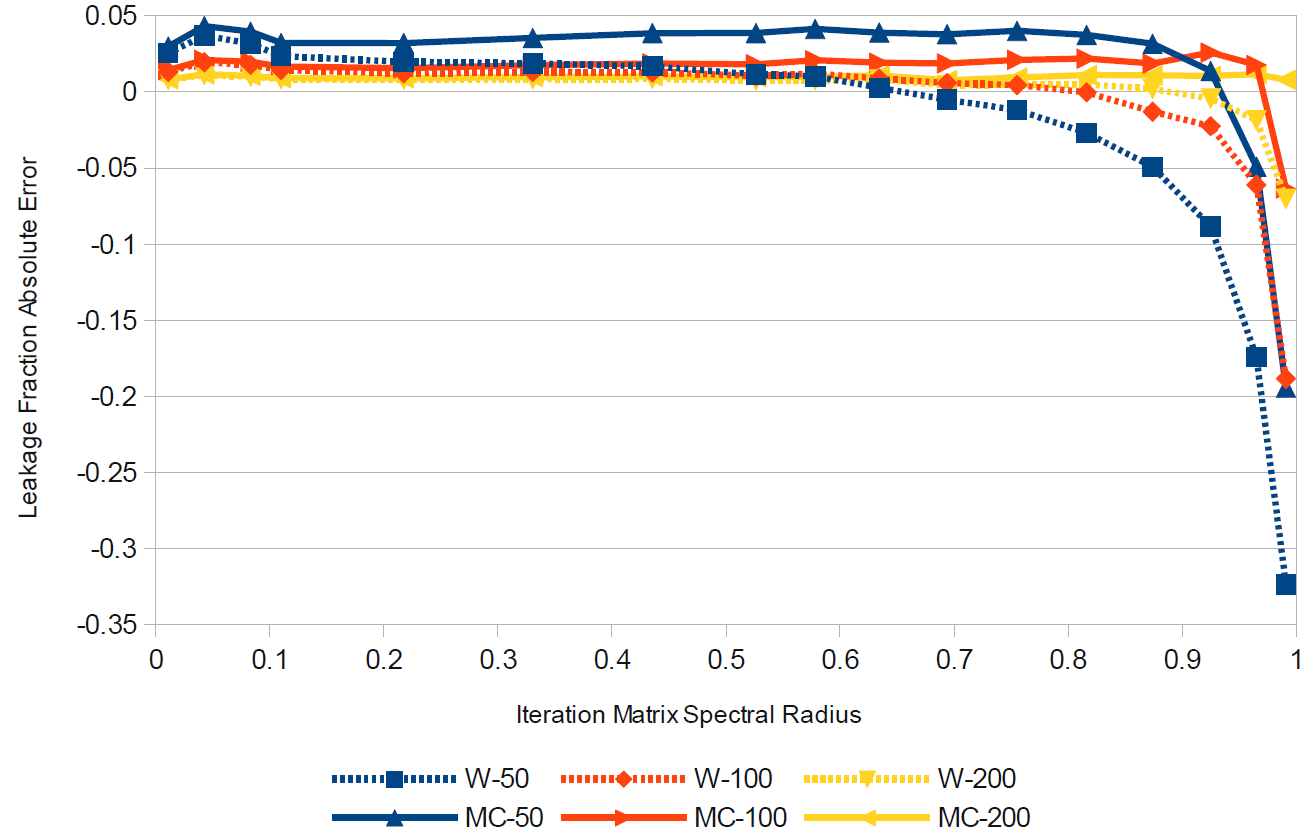 0.05
0
-0.05
-0.1
-0.15
-0.2
-0.25
-0.3
-0.35
Leakage Fraction Absolute Error
0 0.1 0.2 0.3 0.4 0.5 0.6 0.7 0.8 0.9 1
Iteration Matrix Spectral Radius
W-50 W-100 W-200
MC-50 MC-100 MC-200